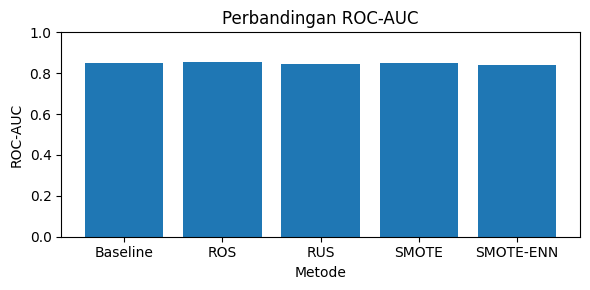 Perbandingan ROC-AUC
1.0
0.8
0.6
0.4
0.2
0.0
ROC-AUC
Baseline ROS RUS SMOTE SMOTE-ENN
Metode